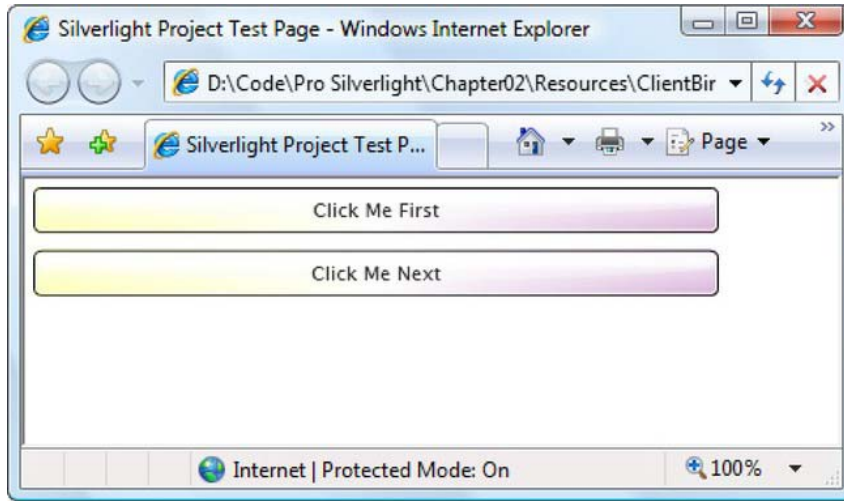 Silverlight Project Test Page - Windows Internet Explorer
D:\Code\Pro Silverlight\Chapter02\Resources\ClientBir
Silverlight Project Test P...
Page
Click Me First
Click Me Next
Internet | Protected Mode: On
100%